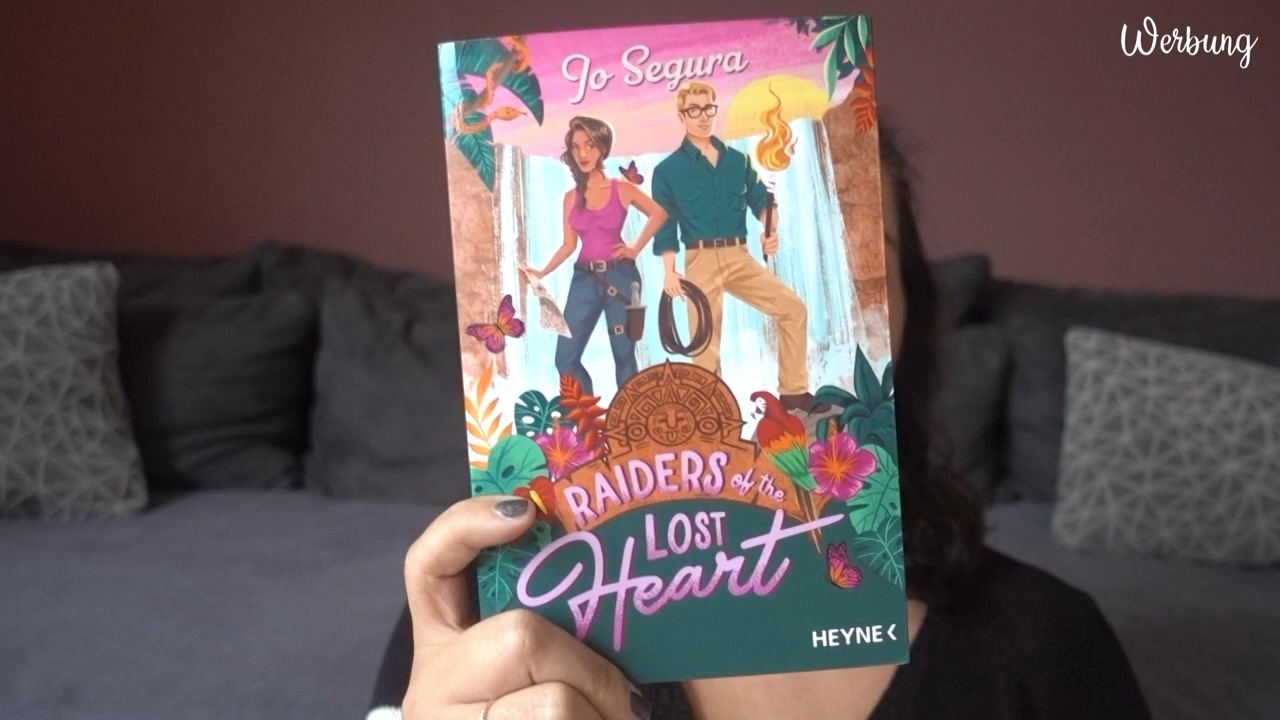 Werbung
Jo Segura
RAIDERS of the
LOST
Heart
HEYNE<